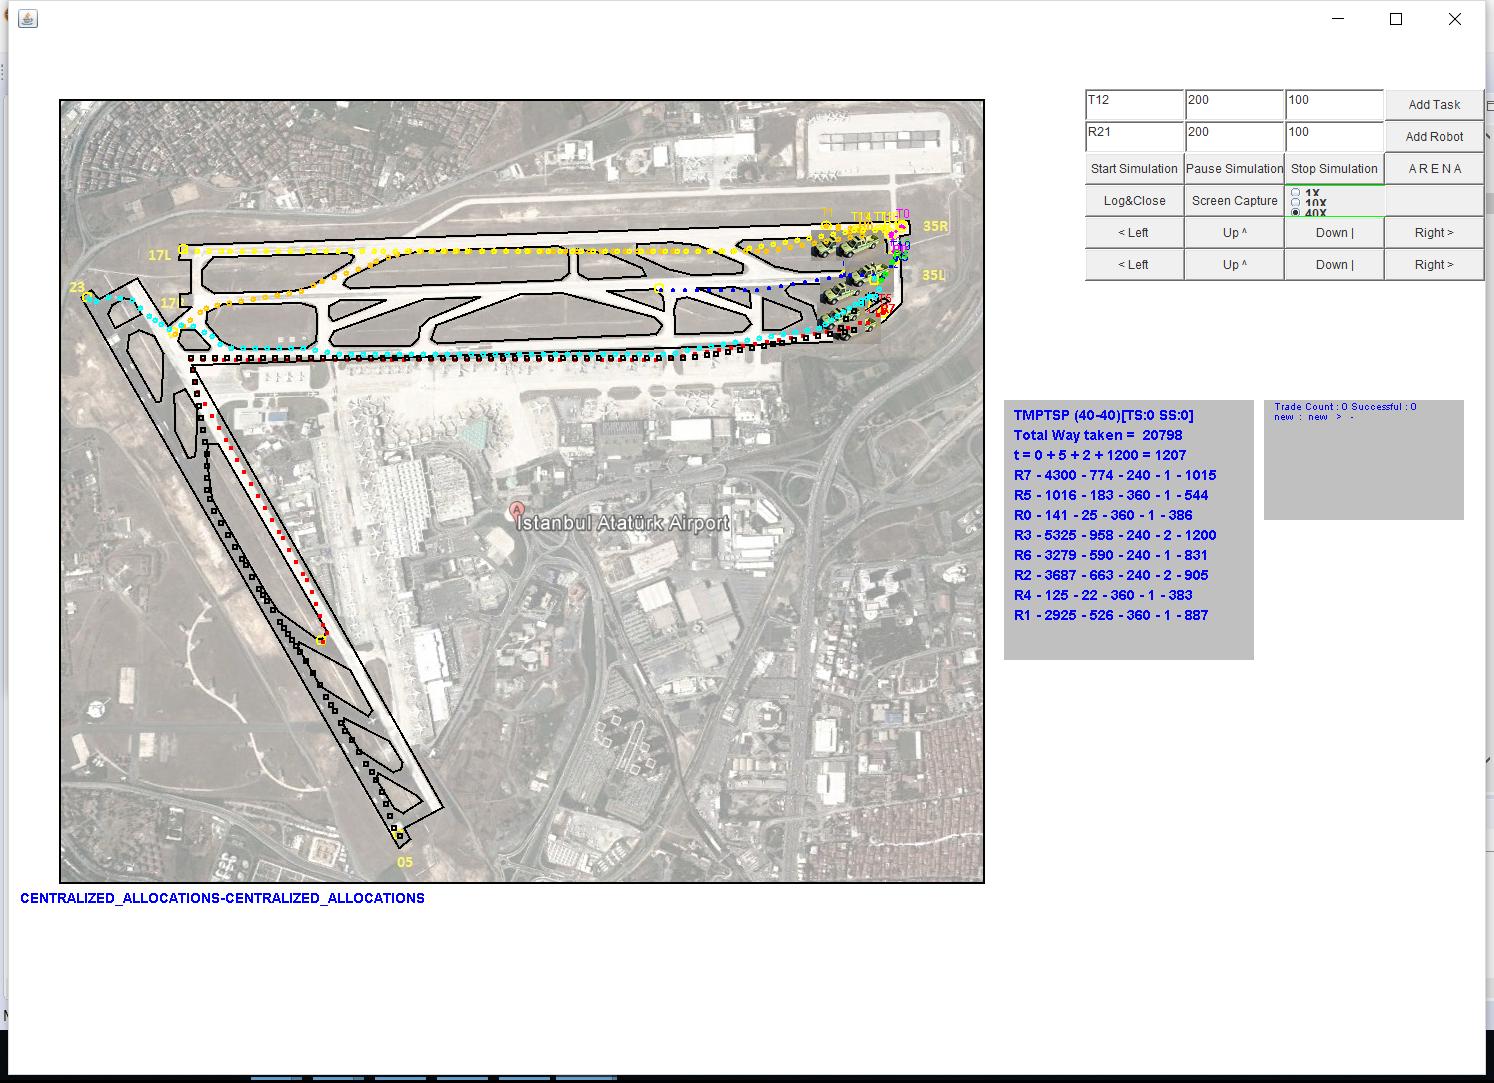 T12 200 100 Add Task
R21 200 100 Add Robot
Start Simulation Pause Simulation Stop Simulation A R E N A
Log&Close Screen Capture 1X
10X
40X
< Left Up ^ Down | Right >
< Left Up ^ Down | Right >
T0
35R
17L
35L
23
05
A
İstanbul Atatürk Airport
TMPTSP (40-40)[TS:0 SS:0]
Total Way taken = 20798
t = 0 + 5 + 2 + 1200 = 1207
R7 - 4300 - 774 - 240 - 1 - 1015
R5 - 1016 - 183 - 360 - 1 - 544
R0 - 141 - 25 - 360 - 1 - 386
R3 - 5325 - 958 - 240 - 2 - 1200
R6 - 3279 - 590 - 240 - 1 - 831
R2 - 3687 - 663 - 240 - 2 - 905
R4 - 125 - 22 - 360 - 1 - 383
R1 - 2925 - 526 - 360 - 1 - 887
Trade Count : 0 Successful : 0
new : new > -
CENTRALIZED_ALLOCATIONS-CENTRALIZED_ALLOCATIONS